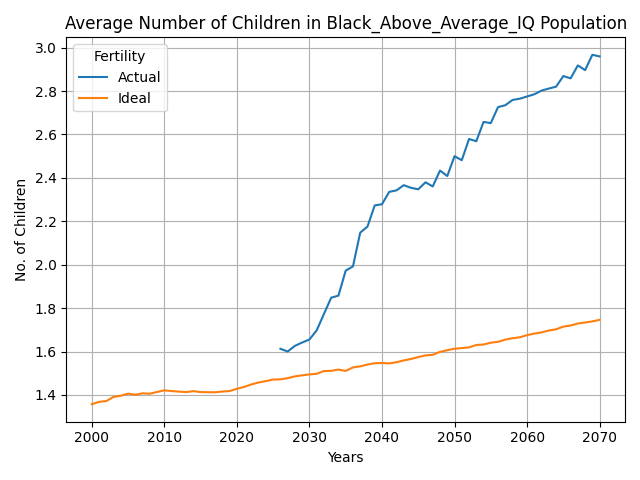 Average Number of Children in Black_Above_Average_IQ Population
Fertility
Actual
Ideal
No. of Children
3.0
2.8
2.6
2.4
2.2
2.0
1.8
1.6
1.4
2000 2010 2020 2030 2040 2050 2060 2070
Years